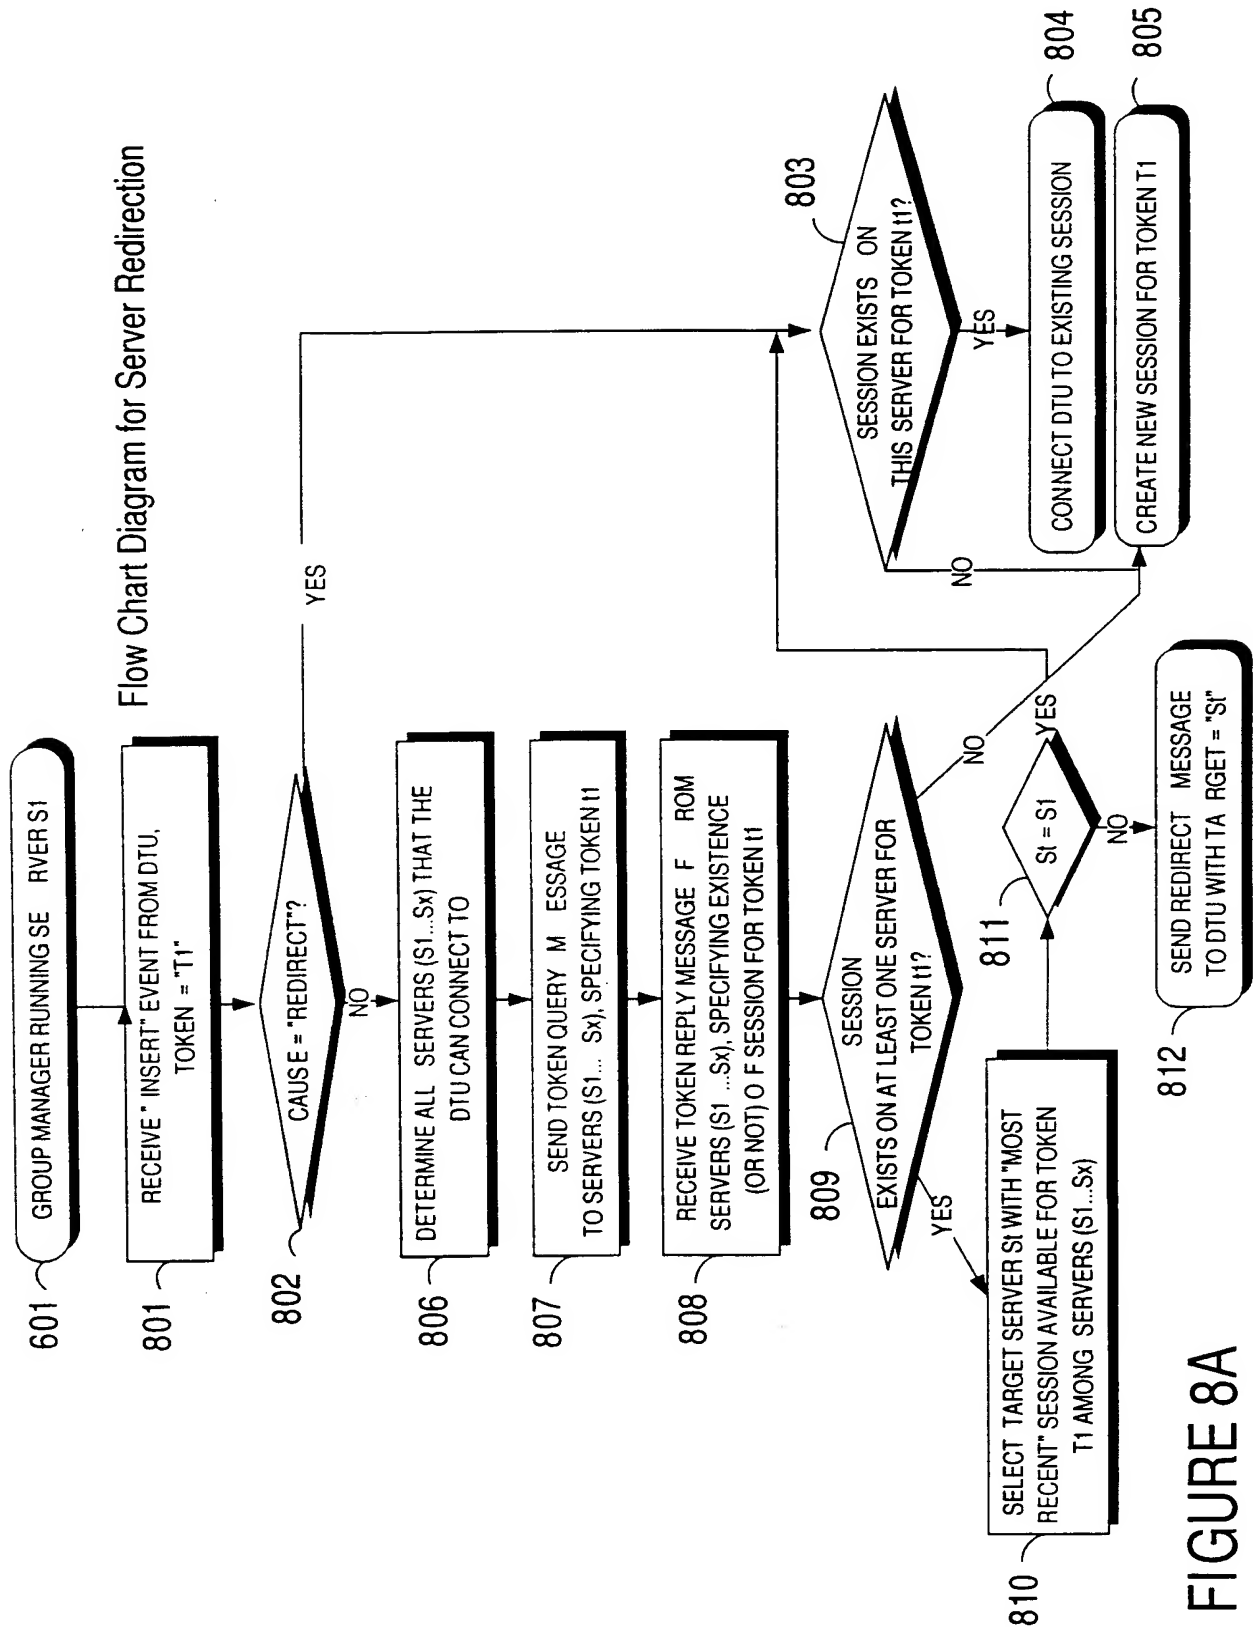 Flow Chart Diagram for Server Redirection
601
GROUP MANAGER RUNNING SE RVER S1
801
RECEIVE" INSERT" EVENT FROM DTU,
TOKEN = "T1"
802
CAUSE = "REDIRECT"?
YES
NO
806
DETERMINE ALL SERVERS (S1...Sx) THAT THE
DTU CAN CONNECT TO
807
SEND TOKEN QUERY M ESSAGE
TO SERVERS (S1... Sx), SPECIFYING TOKEN t1
808
RECEIVE TOKEN REPLY MESSAGE F ROM
SERVERS (S1 ...Sx), SPECIFYING EXISTENCE
(OR NOT) O F SESSION FOR TOKEN t1
809
SESSION
EXISTS ON AT LEAST ONE SERVER FOR
TOKEN t1?
YES
NO
810
SELECT TARGET SERVER St WITH "MOST
RECENT" SESSION AVAILABLE FOR TOKEN
T1 AMONG SERVERS (S1...Sx)
811
St = S1
YES
NO
812
SEND REDIRECT MESSAGE
TO DTU WITH TA RGET = "St"
803
SESSION EXISTS ON
THIS SERVER FOR TOKEN t1?
YES
NO
804
CONNECT DTU TO EXISTING SESSION
805
CREATE NEW SESSION FOR TOKEN T1
FIGURE 8A